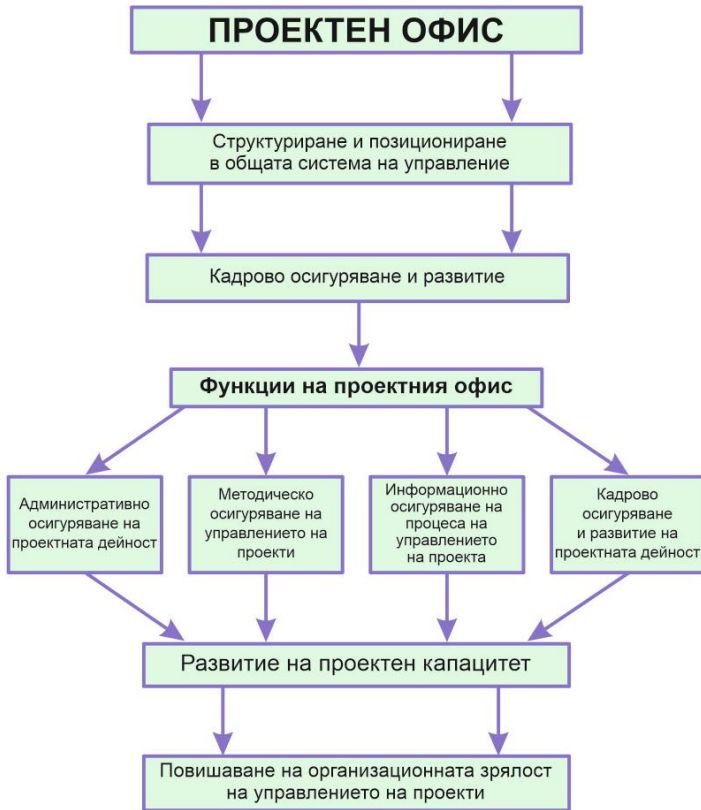 ПРОЕКТЕН ОФИС
Структуриране и позициониране
в общата система на управление
Кадрово осигуряване и развитие
Функции на проектния офис
Административно
осигуряване на
проектната дейност
Методическо
осигуряване на
управлението на
проекти
Информационно
осигуряване на
процеса на
управлението
на проекта
Кадрово
осигуряване
и развитие на
проектната дейност
Развитие на проектен капацитет
Повишаване на организационната зрялост
на управлението на проекти